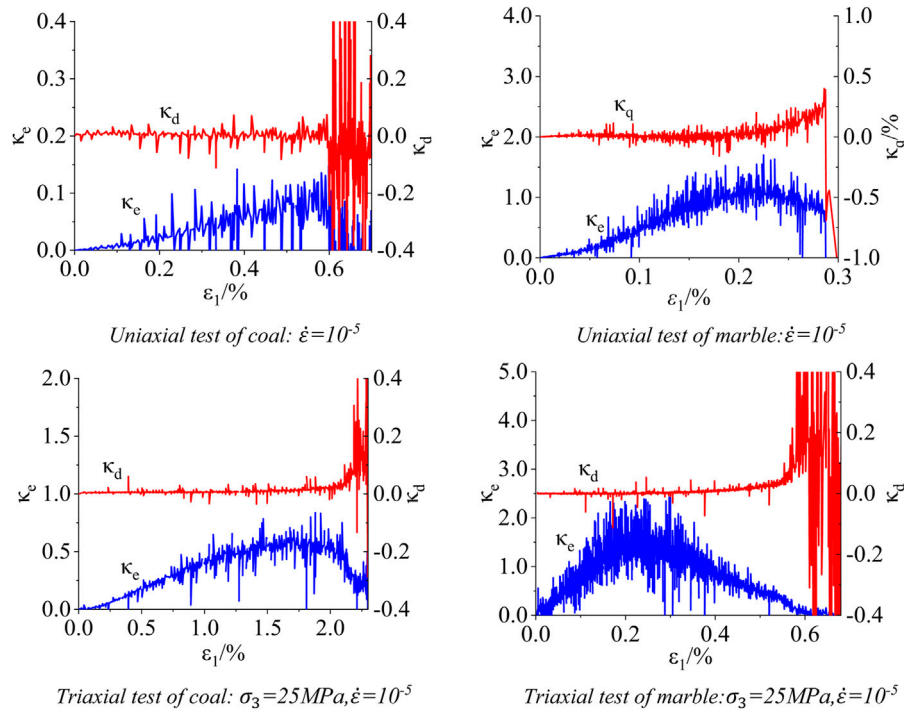 0.4 0.3 0.2 0.1 0.0
κe
κd
κe
0.4 0.2 0.0 -0.2 -0.4
κd
0.0 0.2 0.4 0.6
ε1/%
Uniaxial test of coal: ε̇=10-5
4.0 3.0 2.0 1.0 0.0
κe
κq
κe
1.0 0.5 0.0 -0.5 -1.0
κd/%
0.0 0.1 0.2 0.3
ε1/%
Uniaxial test of marble:ε̇=10-5
2.0 1.5 1.0 0.5 0.0
κe
κd
κe
0.4 0.2 0.0 -0.2 -0.4
κd
0.0 0.5 1.0 1.5 2.0
ε1/%
Triaxial test of coal: σ3=25MPa,ε̇=10-5
5.0 4.0 3.0 2.0 1.0 0.0
κe
κd
κe
0.4 0.2 0.0 -0.2 -0.4
κd
0.0 0.2 0.4 0.6
ε1/%
Triaxial test of marble:σ3=25MPa,ε̇=10-5